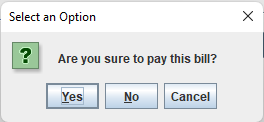 Select an Option
?
Are you sure to pay this bill?
Yes No Cancel